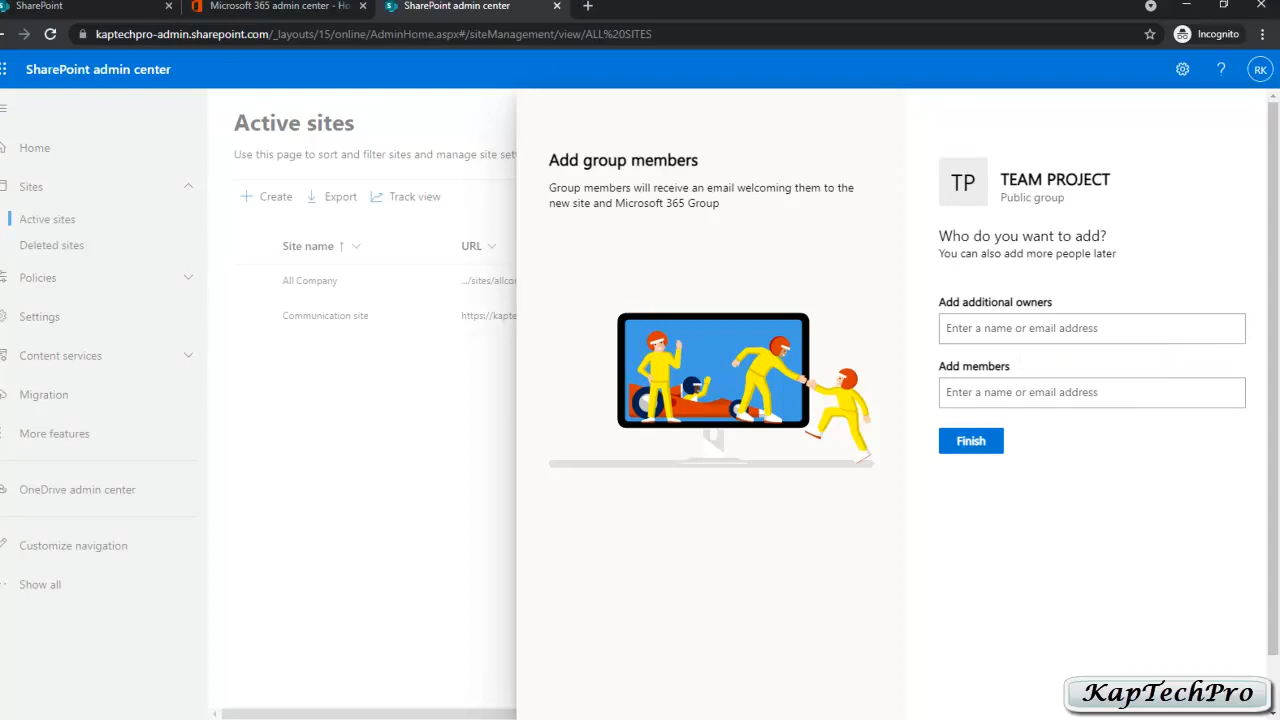 SharePoint
Microsoft 365 admin center - Ho
SharePoint admin center
kaptechpro-admin.sharepoint.com/_layouts/15/online/AdminHome.aspx#/siteManagement/view/ALL%20SITES
Incognito
SharePoint admin center
RK
Home
Sites
Active sites
Deleted sites
Policies
Settings
Content services
Migration
More features
OneDrive admin center
Customize navigation
Show all
Active sites
Use this page to sort and filter sites and manage site set
Create
Export
Track view
Site name
URL
All Company
.../sites/allcor
Communication site
https://kapte
Add group members
Group members will receive an email welcoming them to the
new site and Microsoft 365 Group
TP
TEAM PROJECT
Public group
Who do you want to add?
You can also add more people later
Add additional owners
Enter a name or email address
Add members
Enter a name or email address
Finish
KapTechPro